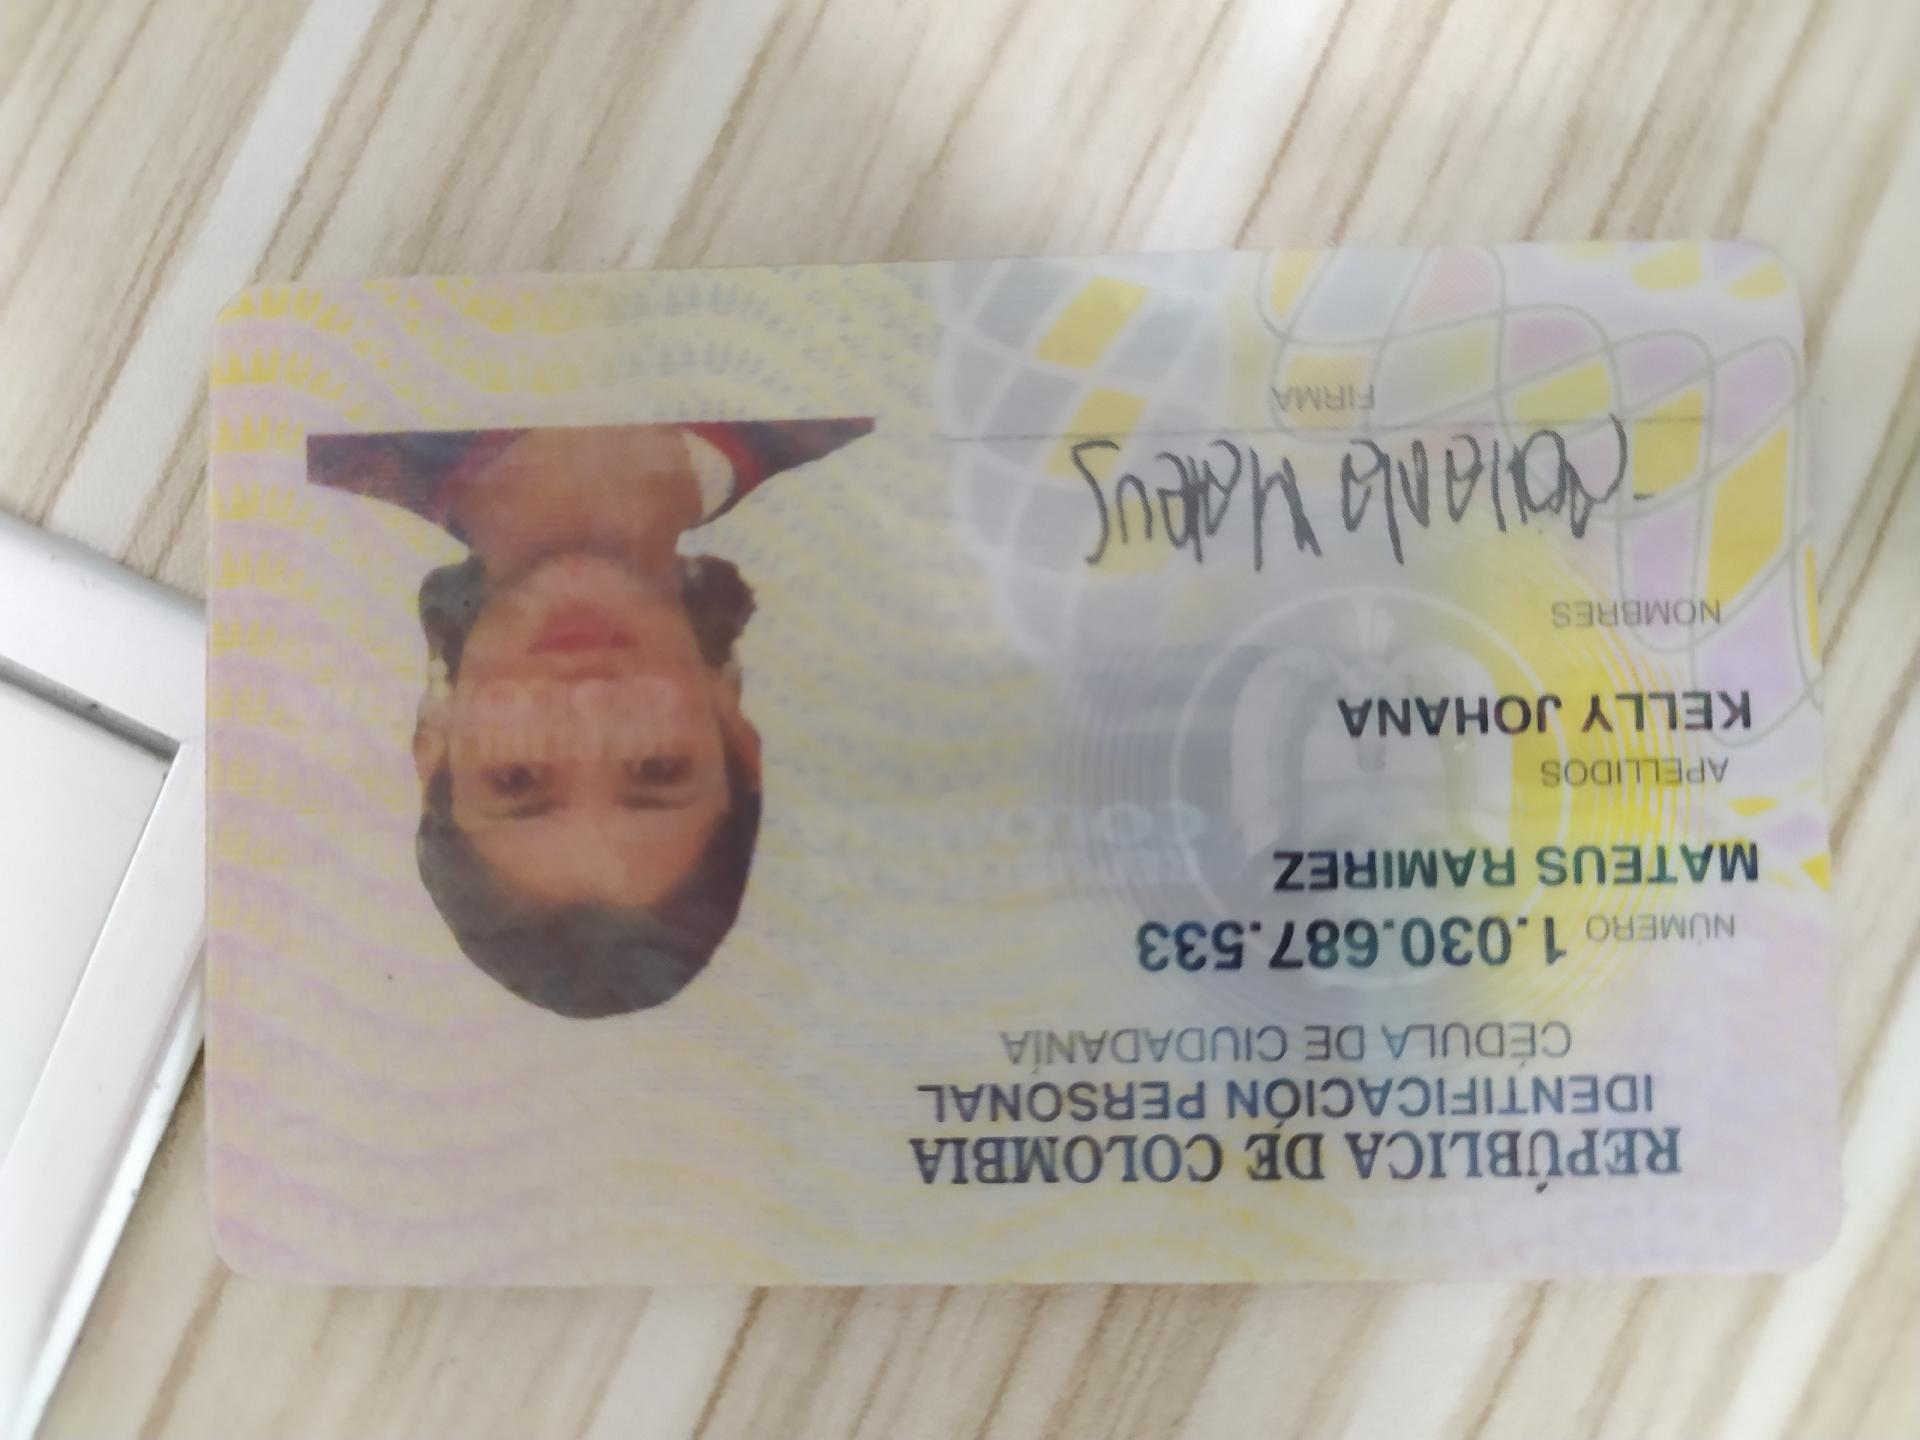 REPÚBLICA DE COLOMBIA
IDENTIFICACIÓN PERSONAL
CÉDULA DE CIUDADANÍA
NÚMERO 1.030.687.533
MATEUS RAMIREZ
APELLIDOS
KELLY JOHANA
NOMBRES
Mateus
FIRMA